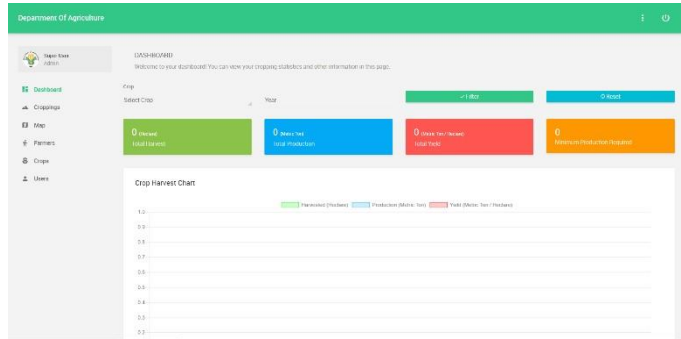 Department Of Agriculture
Super User
Admin
Dashboard
Croppings
Map
Farmers
Crops
Users
DASHBOARD
Welcome to your dashboard! You can view your cropping statistics and other information in this page.
Crop
Select Crop
Year
Filter
Reset
0 (Hectare)
Total Harvest
0 (Metric Ton)
Total Production
0 (Metric Ton / Hectare)
Total Yield
0
Minimum Production Required
Crop Harvest Chart
Harvested (Hectare) Production (Metric Ton) Yield (Metric Ton / Hectare)
1.0
0.9
0.8
0.7
0.6
0.5
0.4
0.3
0.2